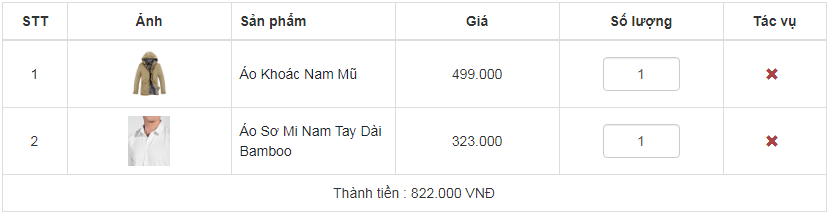 STT Ảnh Sản phẩm Giá Số lượng Tác vụ
1 Áo Khoác Nam Mũ 499.000 1
2 Áo Sơ Mi Nam Tay Dài 323.000 1
Bamboo
Thành tiền : 822.000 VNĐ